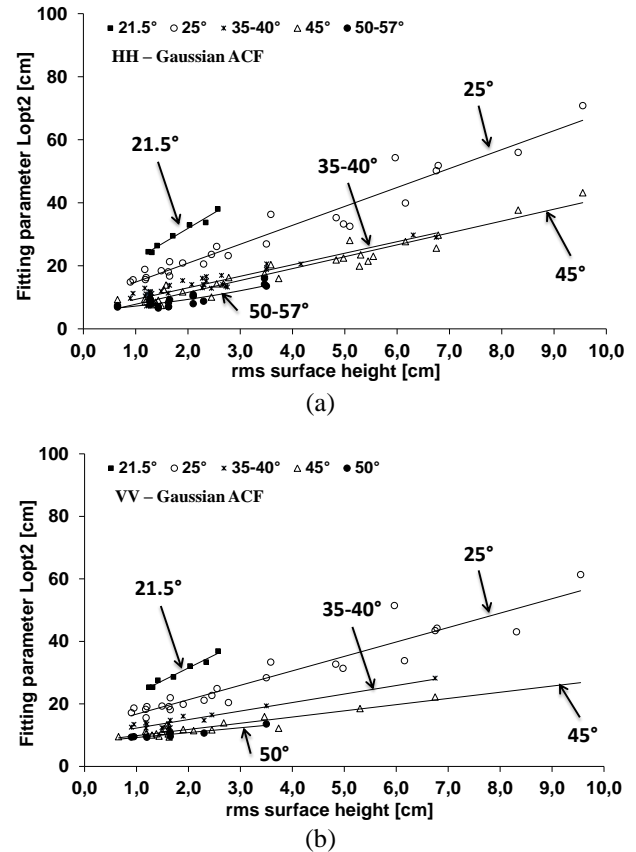 21.5° 25° 35-40° 45° 50-57°
HH – Gaussian ACF
Fitting parameter Lopt2 [cm]
100
80
60
40
20
0
25°
35-40°
21.5°
45°
50-57°
0,0 1,0 2,0 3,0 4,0 5,0 6,0 7,0 8,0 9,0 10,0
rms surface height [cm]
(a)
21.5° 25° 35-40° 45° 50°
VV – Gaussian ACF
Fitting parameter Lopt2 [cm]
100
80
60
40
20
0
25°
35-40°
21.5°
45°
50°
0,0 1,0 2,0 3,0 4,0 5,0 6,0 7,0 8,0 9,0 10,0
rms surface height [cm]
(b)